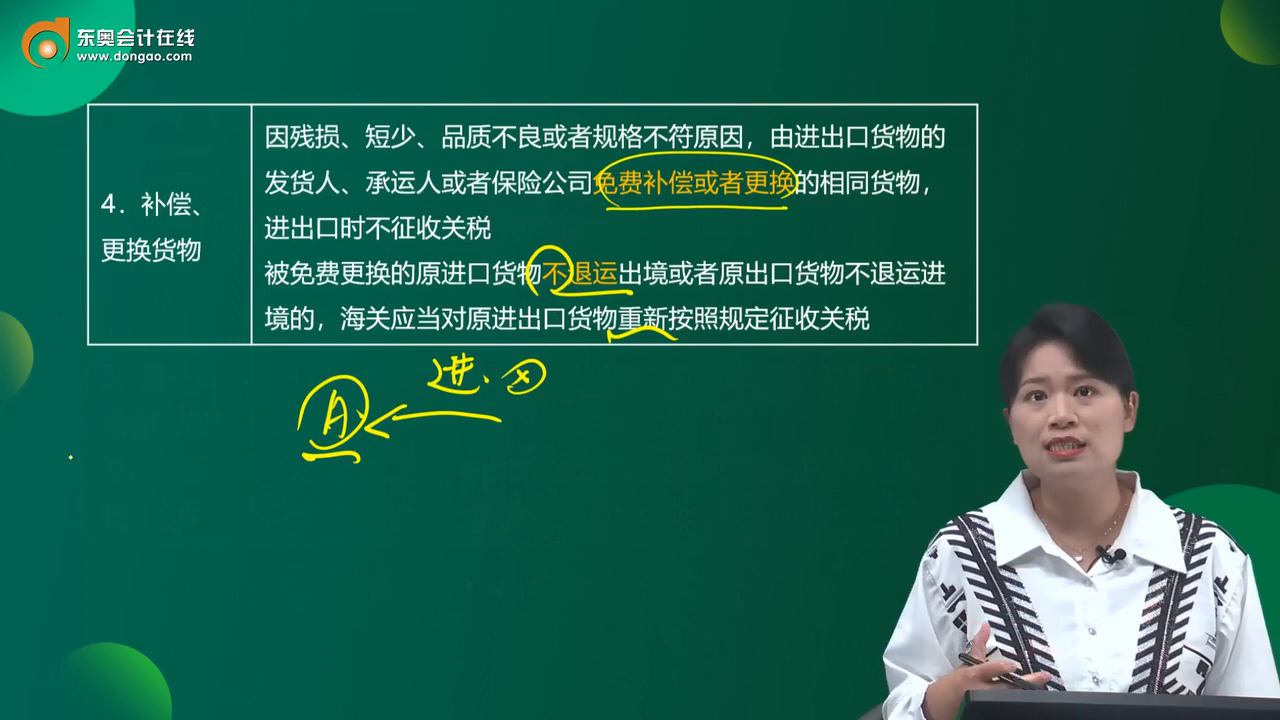 东奥会计在线
www.dongao.com
4. 补偿、
更换货物
因残损、短少、品质不良或者规格不符原因，由进出口货物的
发货人、承运人或者保险公司免费补偿或者更换的相同货物，
进出口时不征收关税
被免费更换的原进口货物不退运出境或者原出口货物不退运进
境的，海关应当对原进出口货物重新按照规定征收关税
进.
A